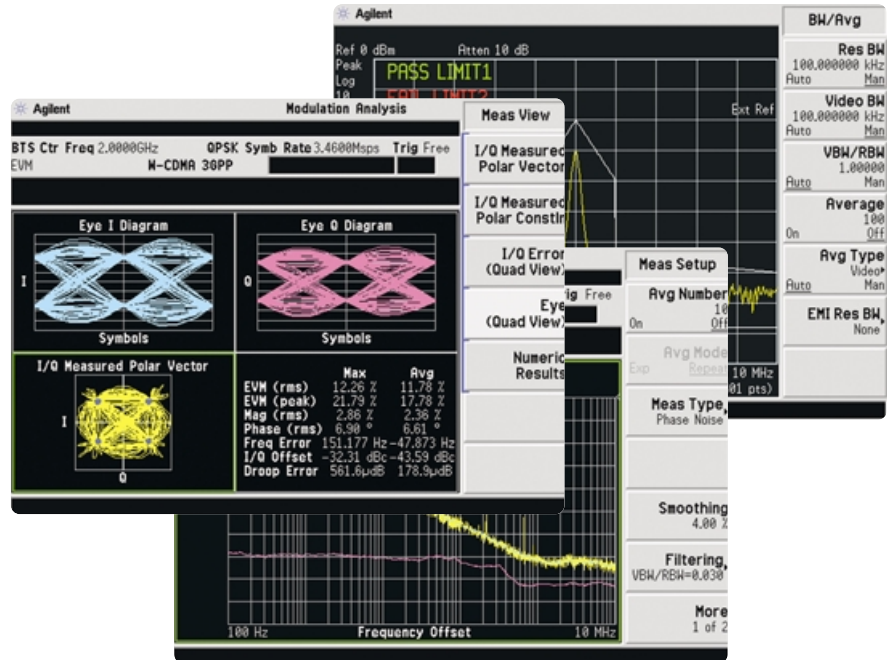 Agilent
Ref 0 dBm Atten 10 dB
Peak
Log
10
PASS LIMIT1
FAIL LIMIT2
Ext Ref
10 MHz
01 pts)
BW/Avg
Res BW
100.000000 kHz
Auto Man
Video BW
100.000000 kHz
Auto Man
VBW/RBW
1.00000
Auto Man
Average
100
On Off
Avg Type
Video
Auto Man
EMI Res BW
None
Agilent Modulation Analysis
BTS Ctr Freq 2.0000GHz QPSK Symb Rate 3.4600Msps Trig Free
EVM W-CDMA 3GPP
Eye I Diagram
I
Symbols
Eye Q Diagram
Q
Symbols
I/Q Measured Polar Vector
I
Q
Max Avg
EVM (rms) 12.26 % 11.78 %
EVM (peak) 21.79 % 17.78 %
Mag (rms) 2.86 % 2.36 %
Phase (rms) 6.90 ° 6.61 °
Freq Error 151.177 Hz -47.873 Hz
I/Q Offset -32.31 dBc -43.59 dBc
Droop Error 561.6µdB 178.9µdB
Meas View
I/Q Measured
Polar Vector
I/Q Measured
Polar Constln
I/Q Error
(Quad View)
Eye
(Quad View)
Numeric
Results
ig Free
100 Hz Frequency Offset 10 MHz
Meas Setup
Avg Number
10
On Off
Avg Mode
Exp Repeat
Meas Type
Phase Noise
Smoothing
4.00 %
Filtering
VBW/RBW=0.030
More
1 of 2